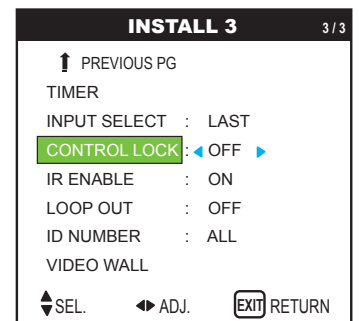 INSTALL 3 3 / 3
PREVIOUS PG
TIMER
INPUT SELECT : LAST
CONTROL LOCK : OFF
IR ENABLE : ON
LOOP OUT : OFF
ID NUMBER : ALL
VIDEO WALL
SEL. ADJ. EXIT RETURN